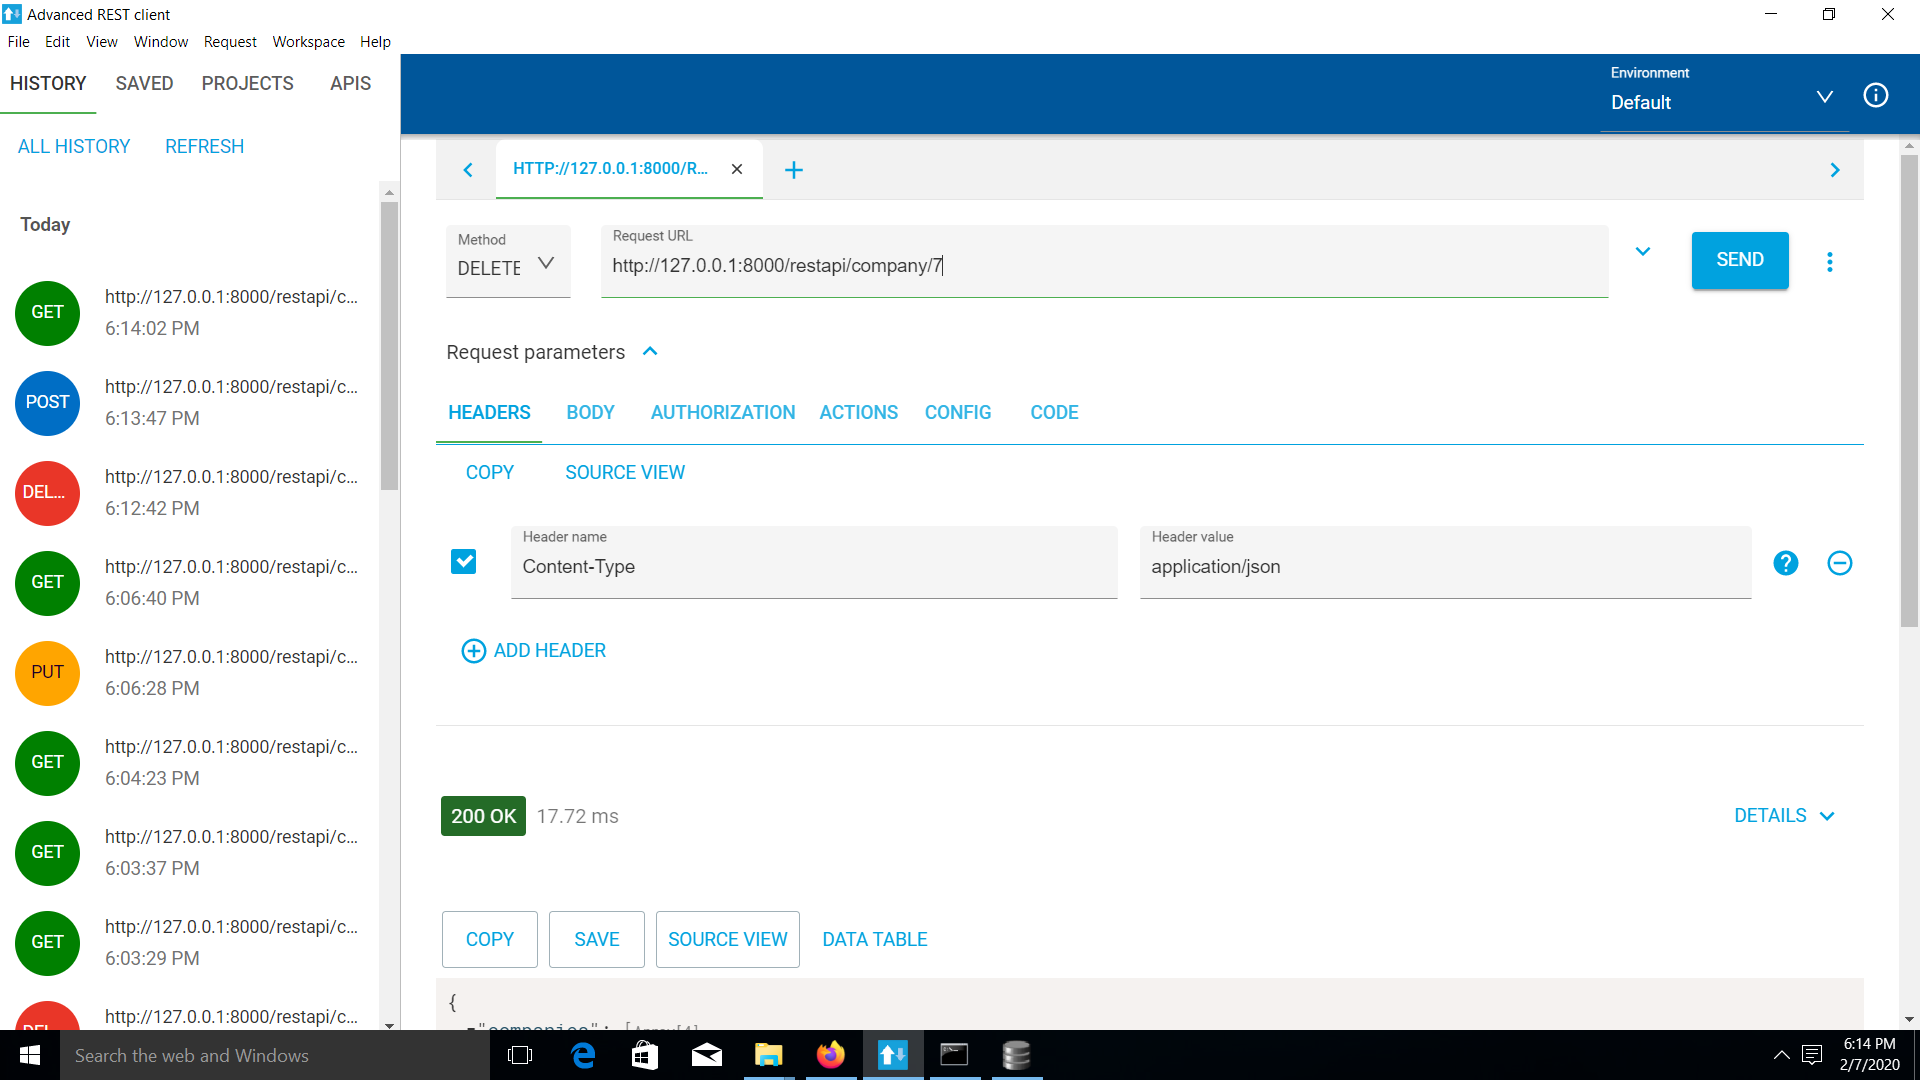 Advanced REST client
File Edit View Window Request Workspace Help
HISTORY SAVED PROJECTS APIS
Environment
Default
ALL HISTORY REFRESH
HTTP://127.0.0.1:8000/R...
Today
Method
DELETE
Request URL
http://127.0.0.1:8000/restapi/company/7
SEND
GET
http://127.0.0.1:8000/restapi/c...
6:14:02 PM
POST
http://127.0.0.1:8000/restapi/c...
6:13:47 PM
DEL...
http://127.0.0.1:8000/restapi/c...
6:12:42 PM
GET
http://127.0.0.1:8000/restapi/c...
6:06:40 PM
PUT
http://127.0.0.1:8000/restapi/c...
6:06:28 PM
GET
http://127.0.0.1:8000/restapi/c...
6:04:23 PM
GET
http://127.0.0.1:8000/restapi/c...
6:03:37 PM
GET
http://127.0.0.1:8000/restapi/c...
6:03:29 PM
DEL...
http://127.0.0.1:8000/restapi/c...
Request parameters
HEADERS BODY AUTHORIZATION ACTIONS CONFIG CODE
COPY SOURCE VIEW
Header name
Content-Type
Header value
application/json
ADD HEADER
200 OK 17.72 ms
DETAILS
COPY SAVE SOURCE VIEW DATA TABLE
{
"companies": [Array[4]
Search the web and Windows
6:14 PM
2/7/2020